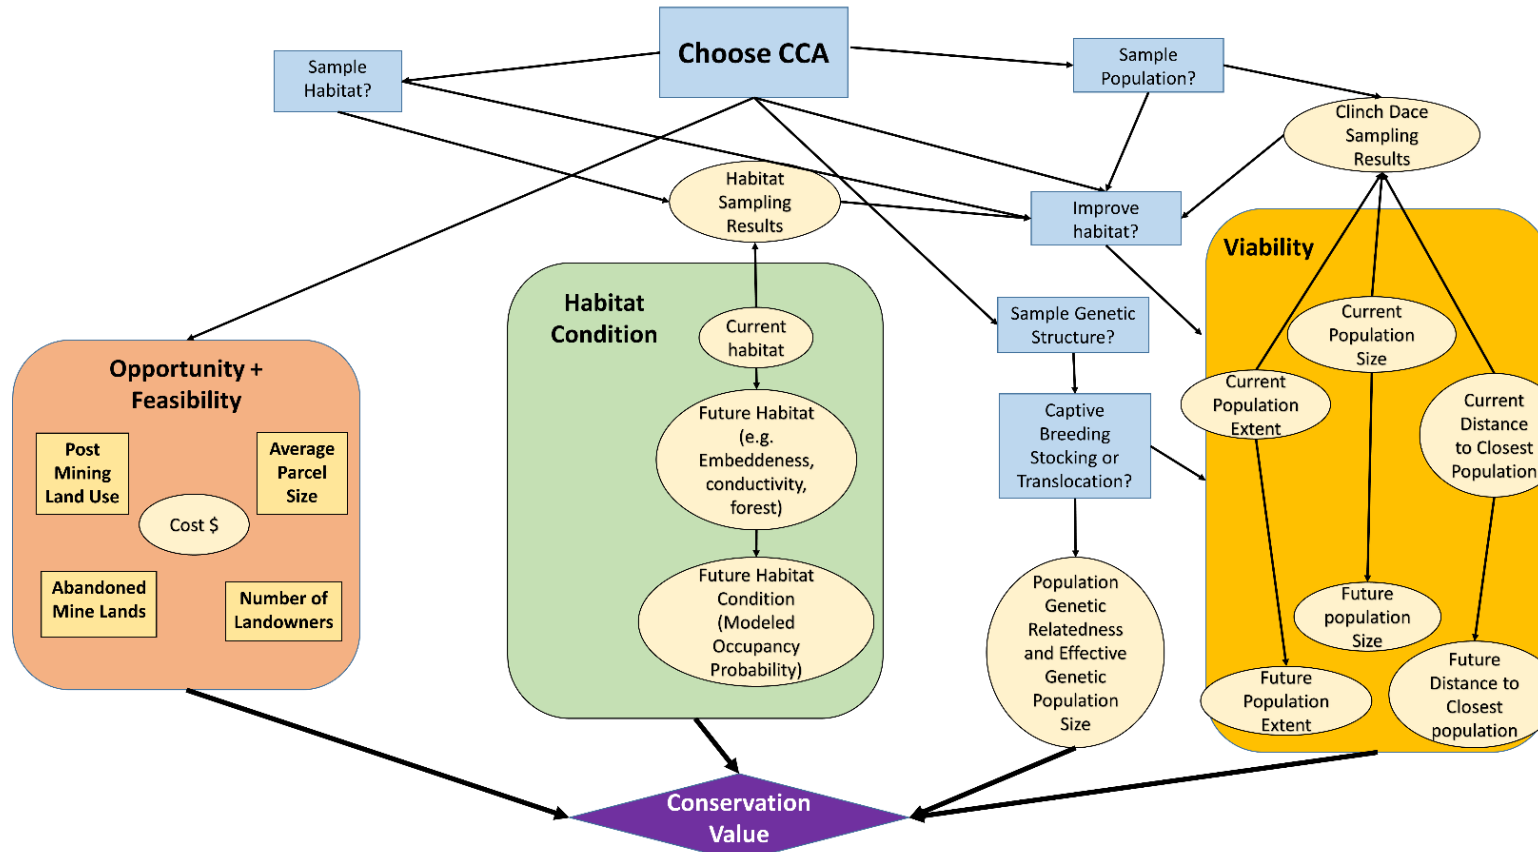 Choose CCA
Sample
Habitat?
Sample
Population?
Clinch Dace
Sampling
Results
Habitat
Sampling
Results
Improve
habitat?
Viability
Habitat
Condition
Current
habitat
Sample Genetic
Structure?
Current
Population
Size
Opportunity +
Feasibility
Current
Population
Extent
Current
Distance
to Closest
Population
Future Habitat
(e.g.
Embeddeness,
conductivity,
forest)
Captive
Breeding
Stocking or
Translocation?
Post
Mining
Land Use
Average
Parcel
Size
Cost $
Abandoned
Mine Lands
Number of
Landowners
Future Habitat
Condition
(Modeled
Occupancy
Probability)
Population
Genetic
Relatedness
and Effective
Genetic
Population
Size
Future
population
Size
Future
Population
Extent
Future
Distance to
Closest
population
Conservation
Value